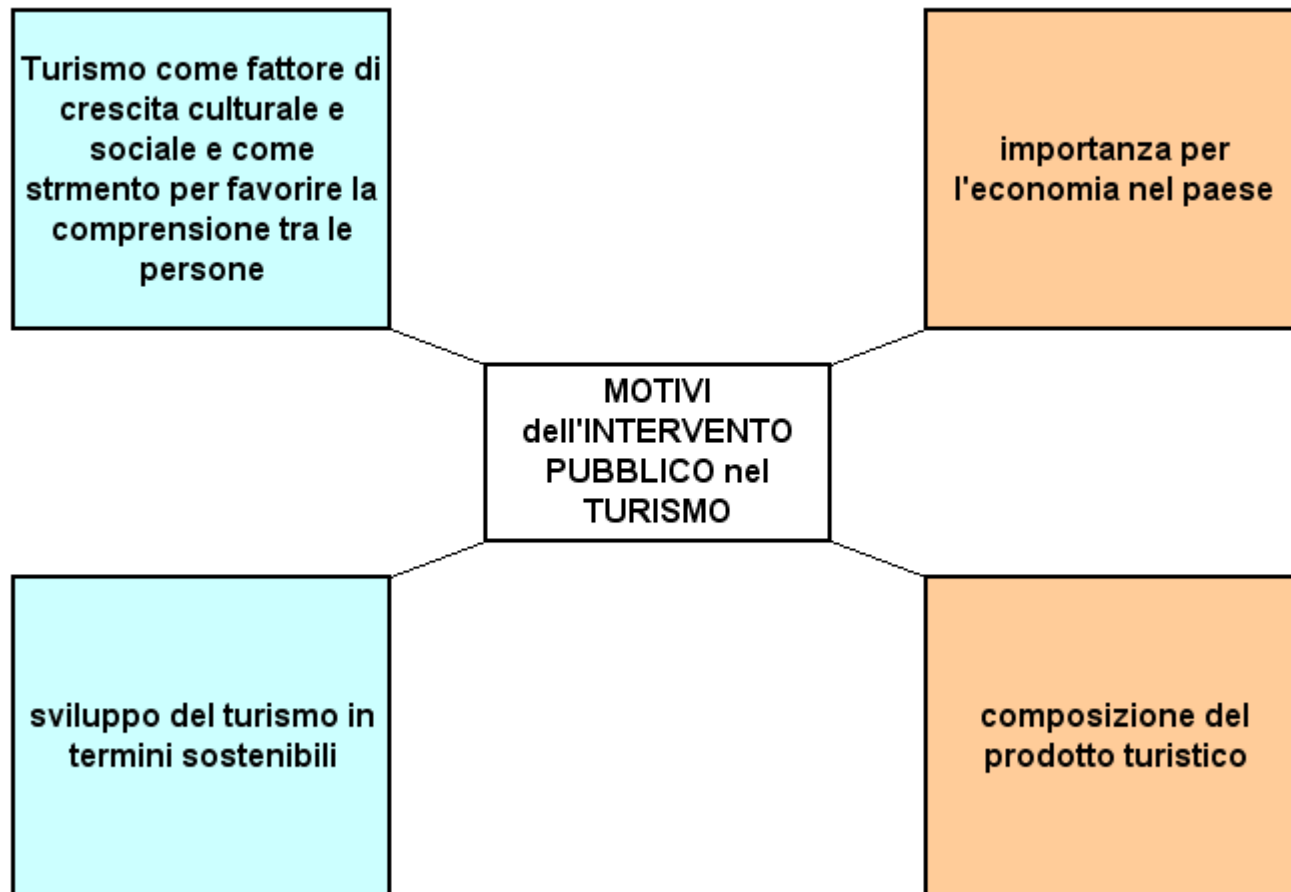 Turismo come fattore di
crescita culturale e
sociale e come
strmento per favorire la
comprensione tra le
persone
importanza per
l'economia nel paese
MOTIVI
dell'INTERVENTO
PUBBLICO nel
TURISMO
sviluppo del turismo in
termini sostenibili
composizione del
prodotto turistico